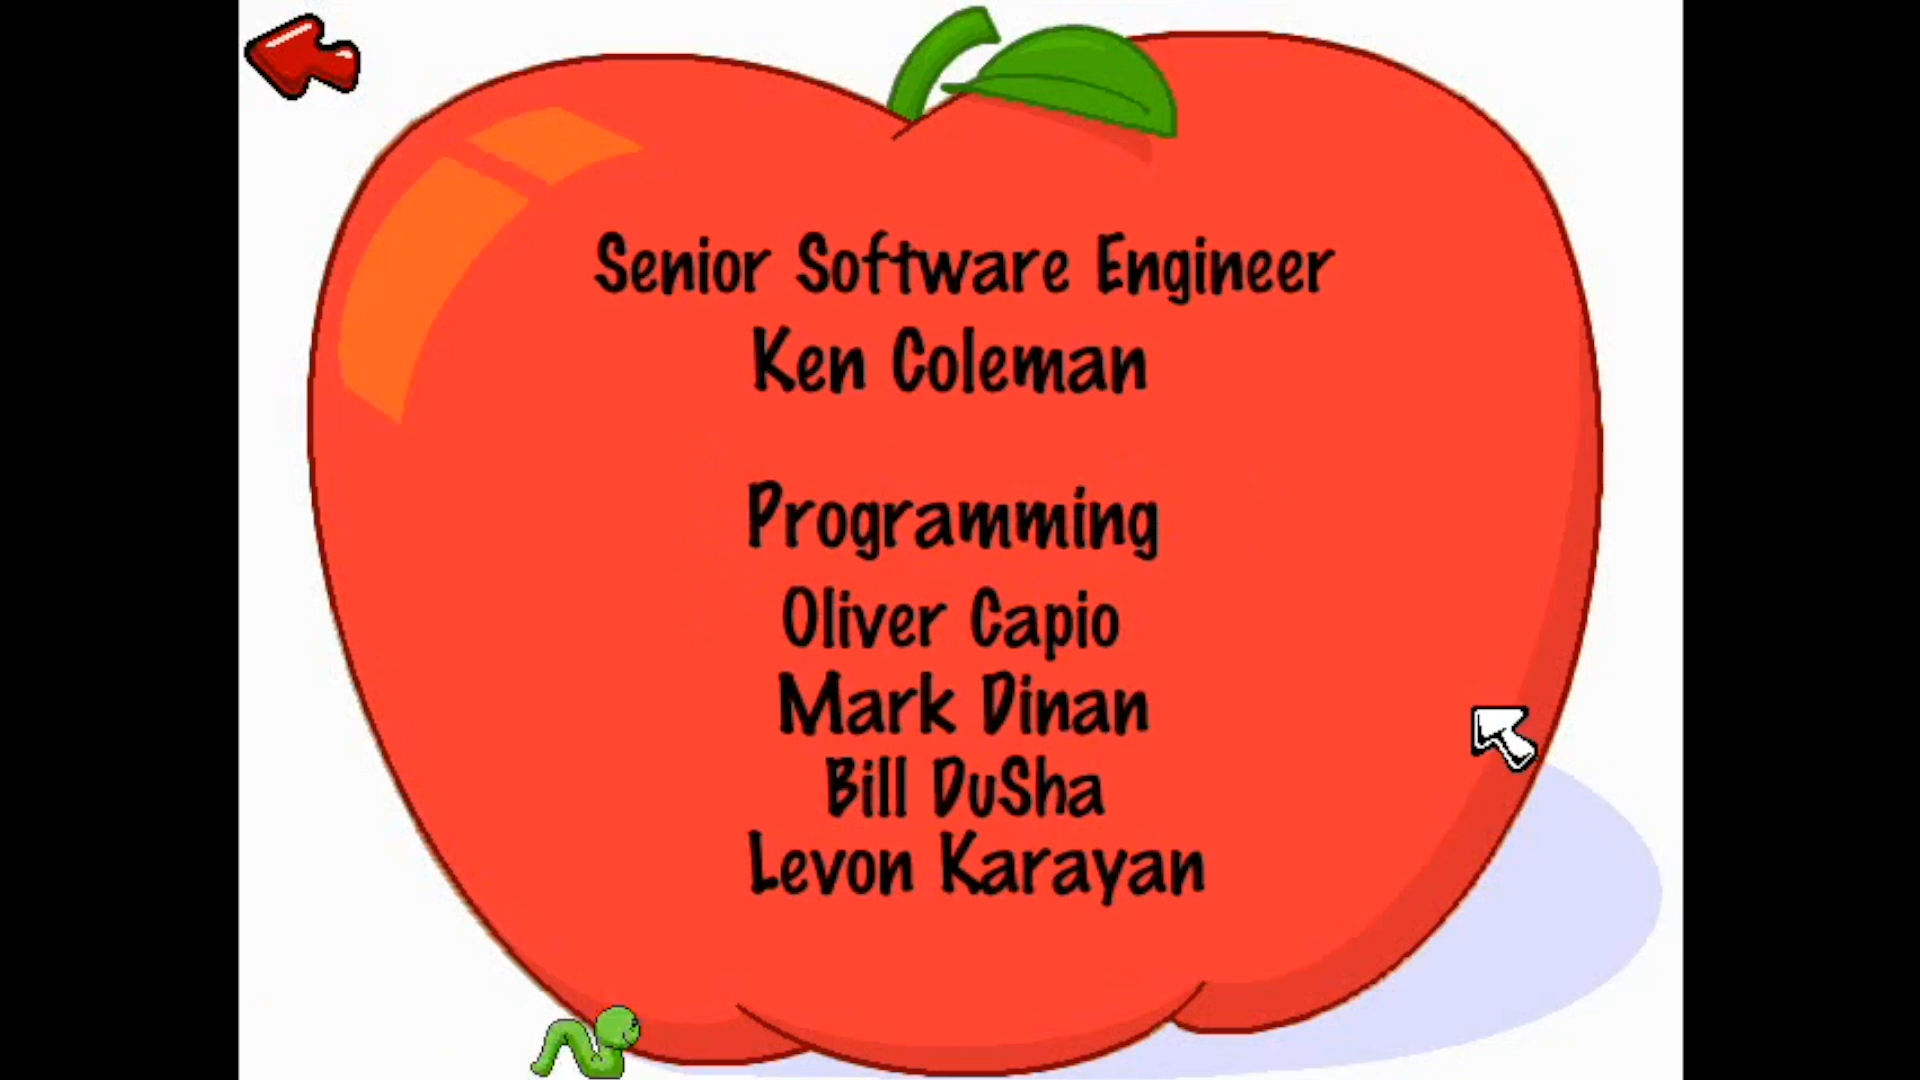 Senior Software Engineer
Ken Coleman
Programming
Oliver Capio
Mark Dinan
Bill DuSha
Levon Karayan